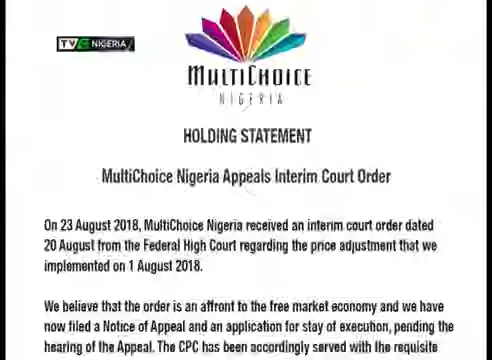 TVC NIGERIA
MULTICHOICE
NIGERIA
HOLDING STATEMENT
MultiChoice Nigeria Appeals Interim Court Order
On 23 August 2018, MultiChoice Nigeria received an interim court order dated
20 August from the Federal High Court regarding the price adjustment that we
implemented on 1 August 2018.
We believe that the order is an affront to the free market economy and we have
now filed a Notice of Appeal and an application for stay of execution, pending the
hearing of the Appeal. The CPC has been accordingly served with the requisite